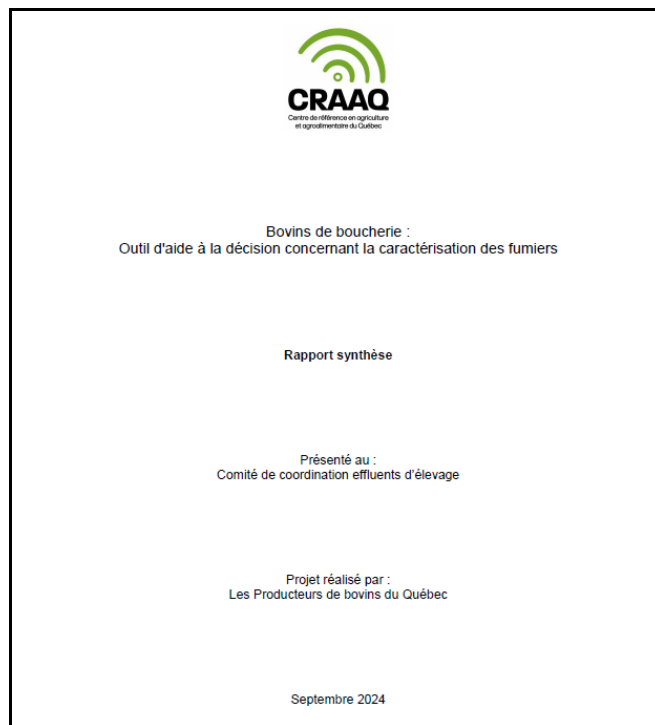 CRAAQ
Centre de référence en agriculture
et agroalimentaire du Québec
Bovins de boucherie :
Outil d'aide à la décision concernant la caractérisation des fumiers
Rapport synthèse
Présenté au :
Comité de coordination effluents d'élevage
Projet réalisé par :
Les Producteurs de bovins du Québec
Septembre 2024